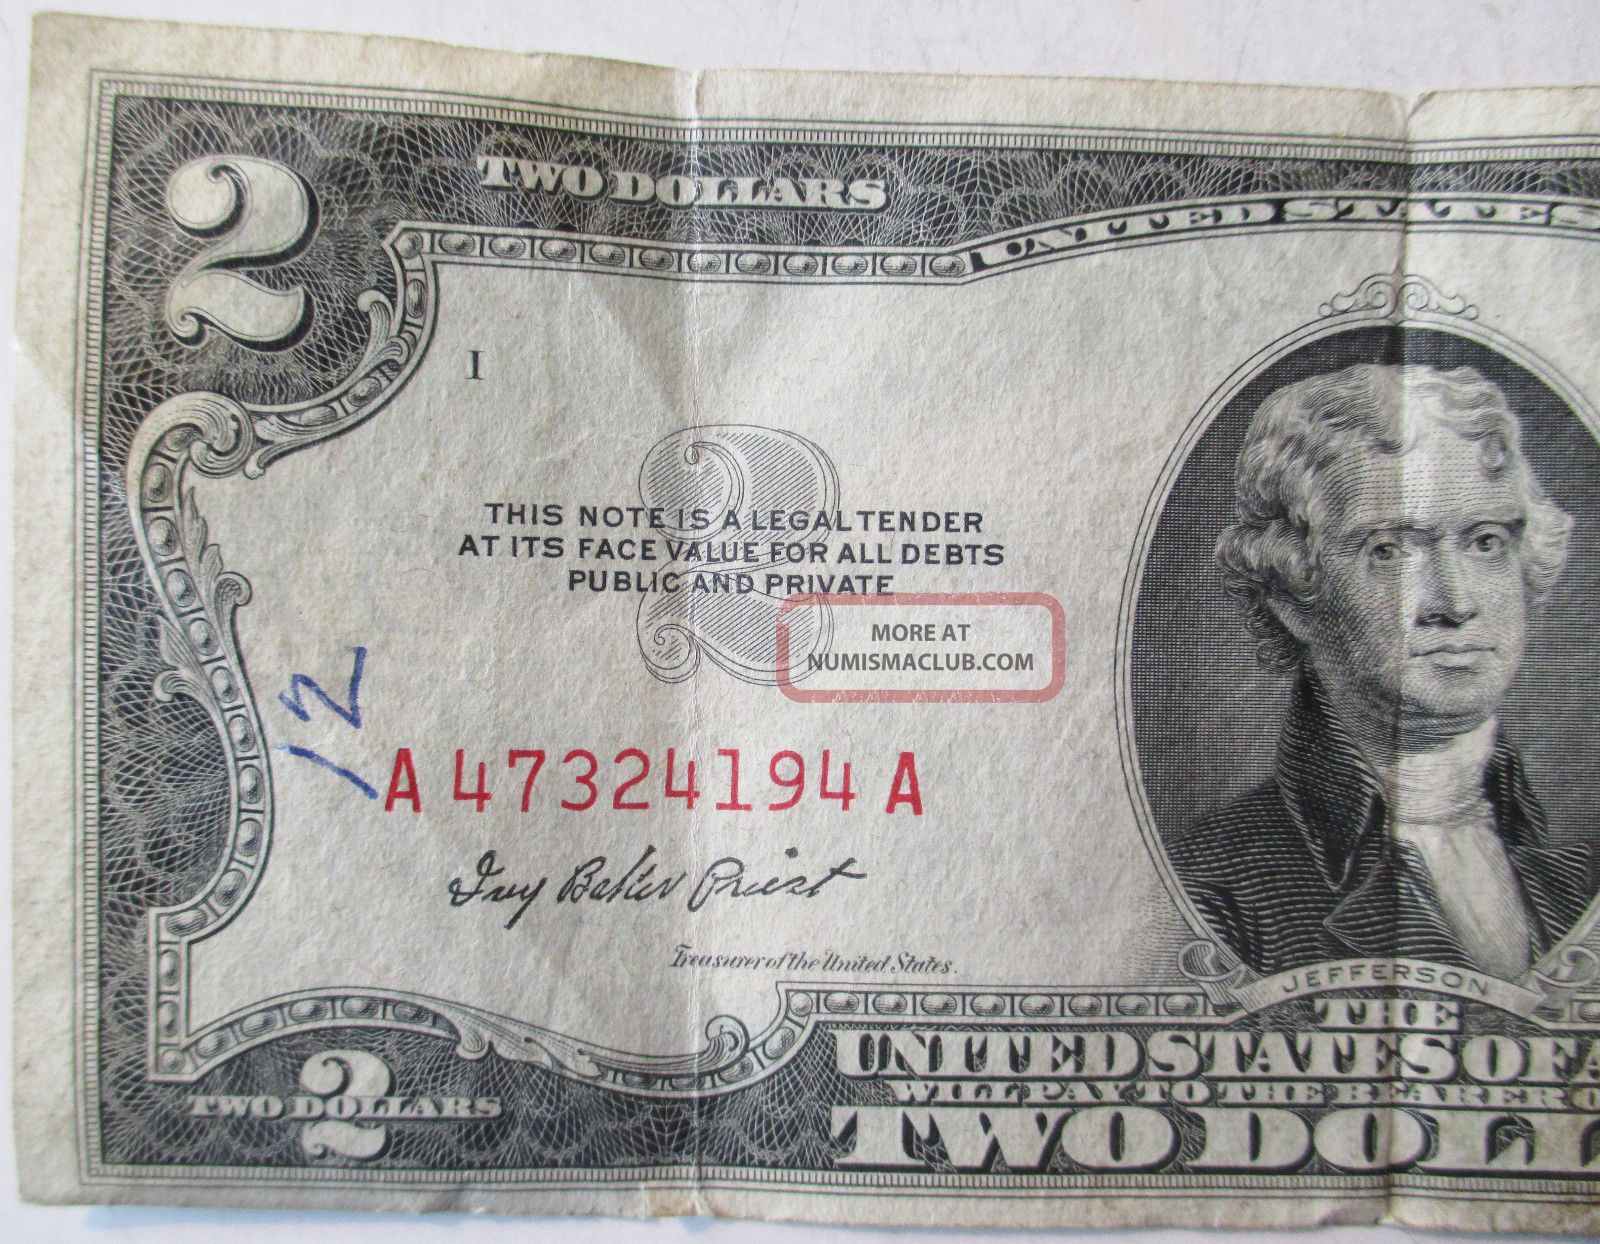 2
TWO DOLLARS
UNITED STATES
I
2
THIS NOTE IS A LEGAL TENDER
AT ITS FACE VALUE FOR ALL DEBTS
PUBLIC AND PRIVATE
MORE AT
NUMISMACLUB.COM
12
A 47324194 A
Ivy Baker Priest
Treasurer of the United States.
JEFFERSON
THE
UNITED STATES OF
WILL PAY TO THE BEARER
TWO
2
TWO DOLLARS